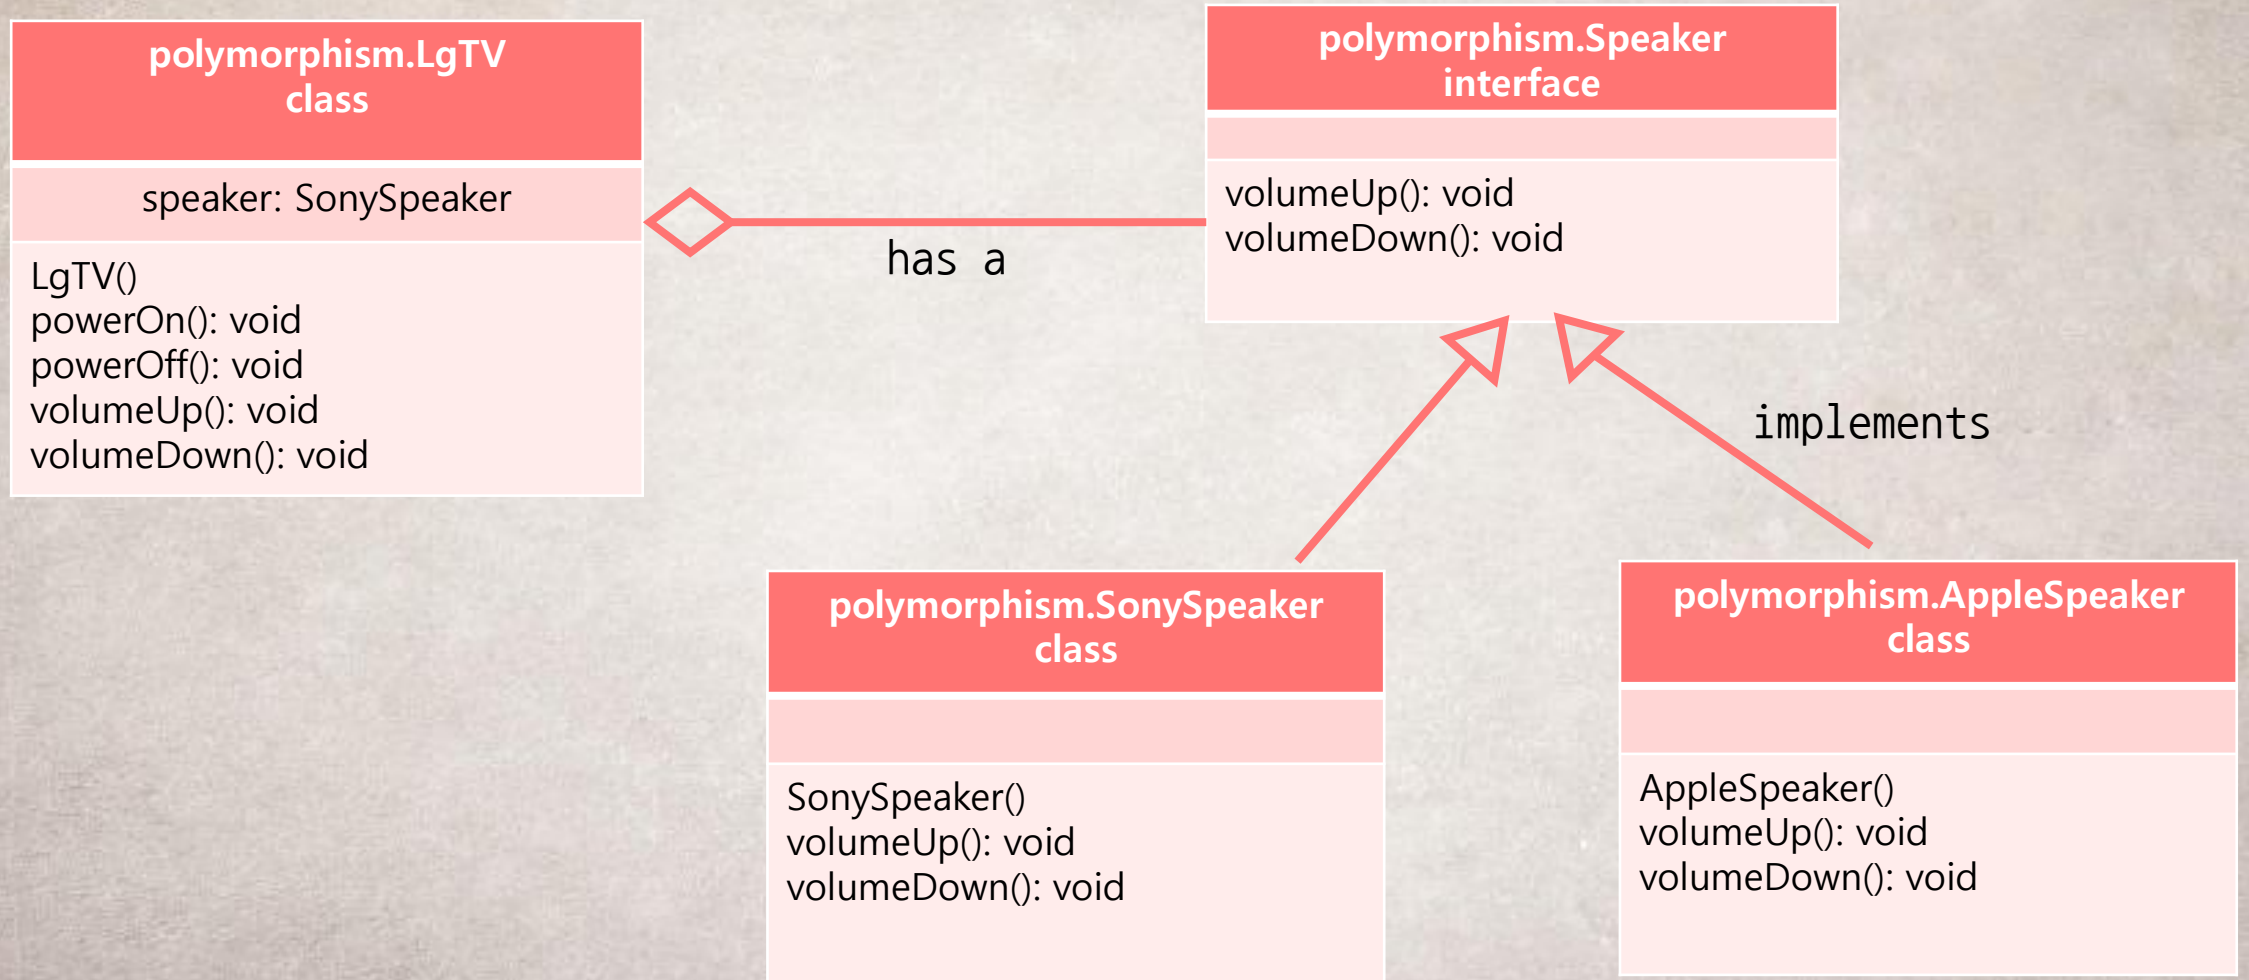 polymorphism.LgTV
class
speaker: SonySpeaker
LgTV()
powerOn(): void
powerOff(): void
volumeUp(): void
volumeDown(): void
has a
polymorphism.Speaker
interface
volumeUp(): void
volumeDown(): void
implements
polymorphism.SonySpeaker
class
SonySpeaker()
volumeUp(): void
volumeDown(): void
polymorphism.AppleSpeaker
class
AppleSpeaker()
volumeUp(): void
volumeDown(): void